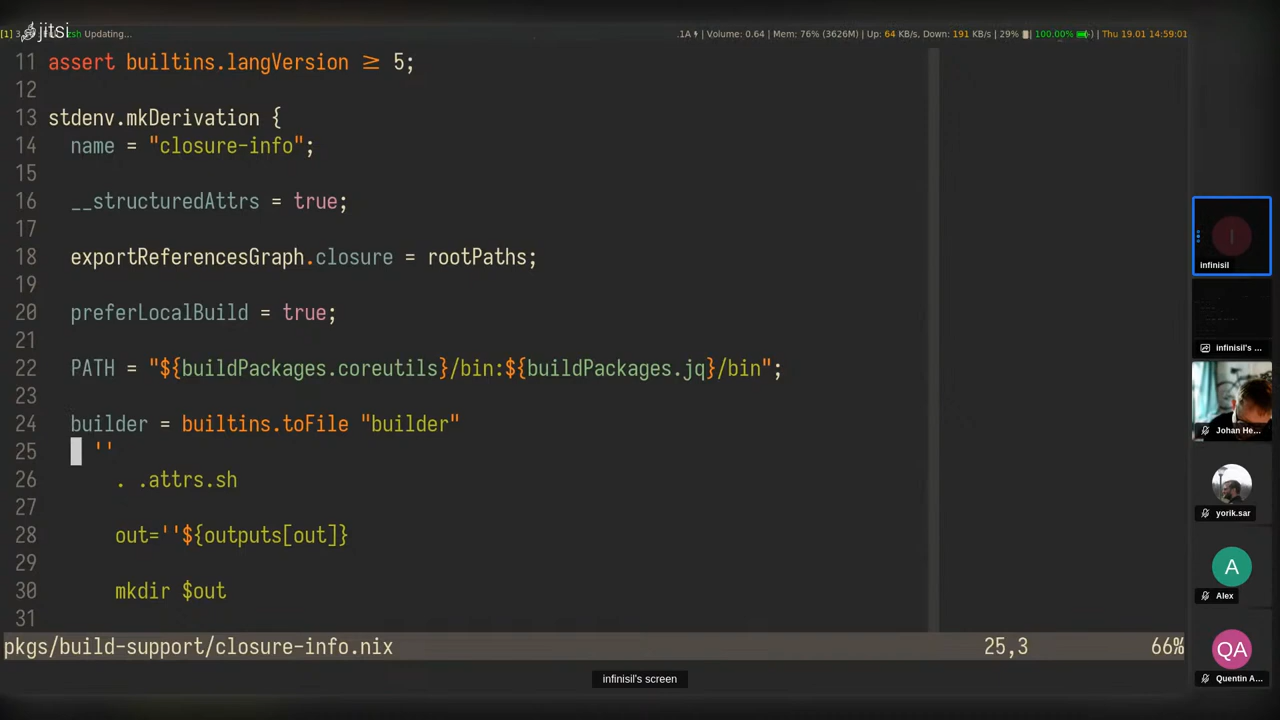 jitsi
[1] 3 zsh Updating...
.1A | Volume: 0.64 | Mem: 76% (3626M) | Up: 64 KB/s, Down: 191 KB/s | 29% | 100.00% | Thu 19.01 14:59:01
11 assert builtins.langVersion ≥ 5;
12
13 stdenv.mkDerivation {
14 name = "closure-info";
15
16 __structuredAttrs = true;
17
18 exportReferencesGraph.closure = rootPaths;
19
20 preferLocalBuild = true;
21
22 PATH = "${buildPackages.coreutils}/bin:${buildPackages.jq}/bin";
23
24 builder = builtins.toFile "builder"
25 ''
26 . .attrs.sh
27
28 out=''${outputs[out]}
29
30 mkdir $out
31
pkgs/build-support/closure-info.nix 25,3 66%
infinisil's screen
I
infinisil
infinisil's ...
Johan He...
yorik.sar
A
Alex
QA
Quentin A...